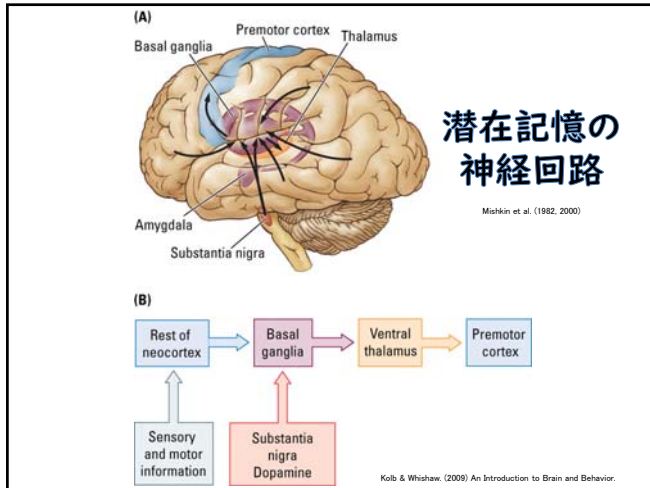 (A)
Premotor cortex
Basal ganglia
Thalamus
Amygdala
Substantia nigra
潜在記憶の
神経回路
Mishkin et al. (1982, 2000)
(B)
Rest of
neocortex
Basal
ganglia
Ventral
thalamus
Premotor
cortex
Sensory
and motor
information
Substantia
nigra
Dopamine
Kolb & Whishaw. (2009) An Introduction to Brain and Behavior.